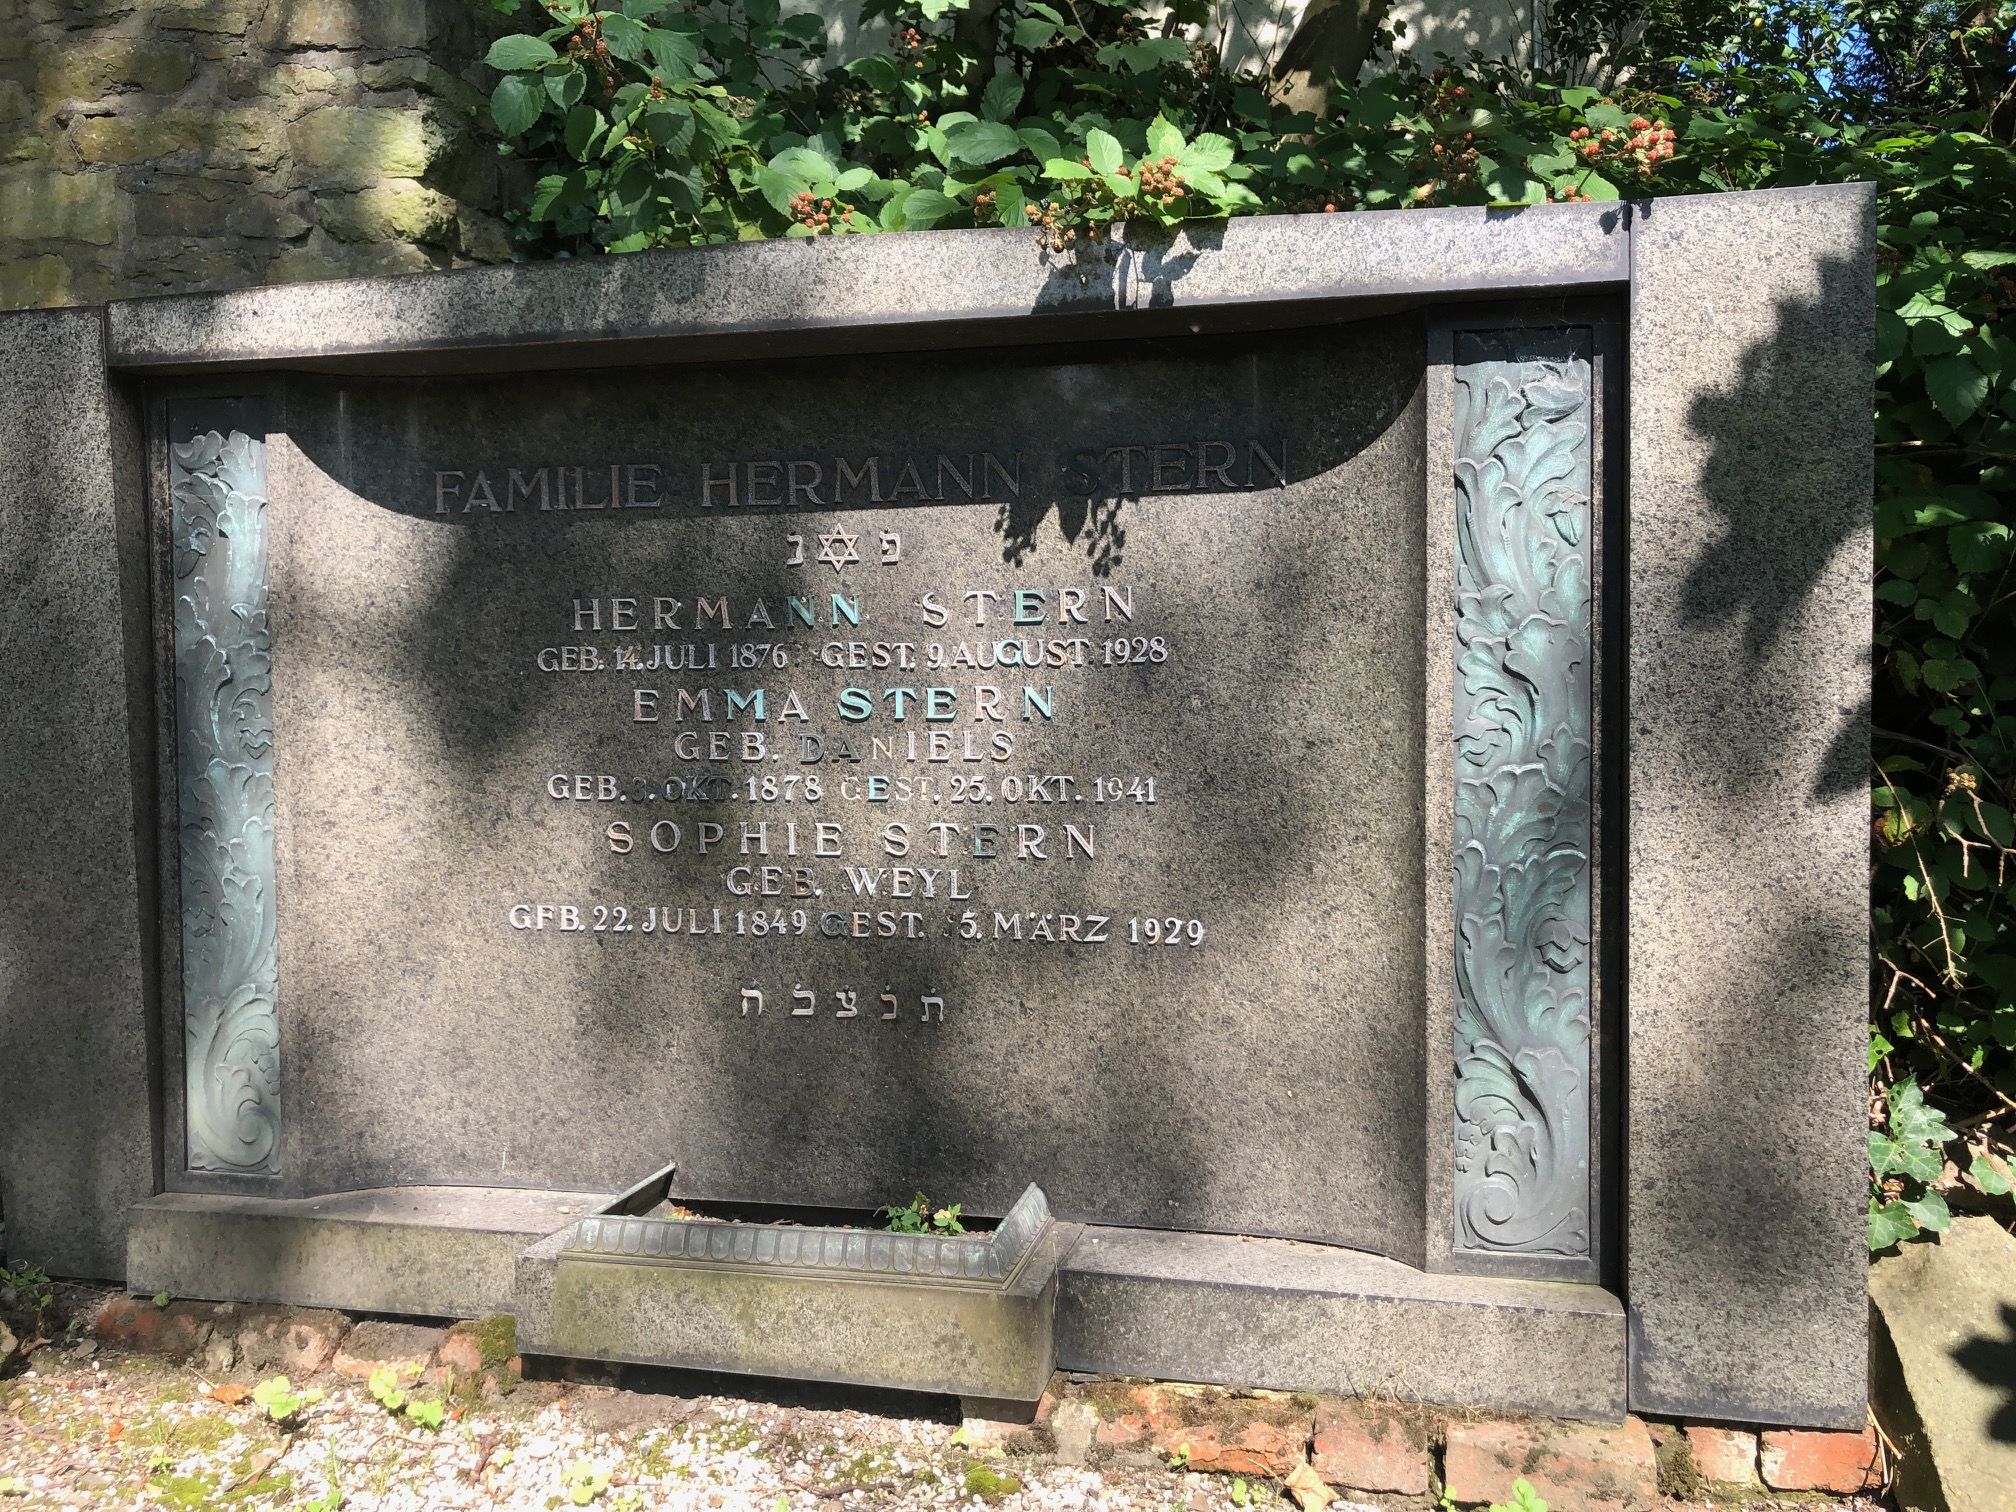 FAMILIE HERMANN STERN
פ ✡ נ
HERMANN STERN
GEB. 14. JULI 1876 GEST. 9. AUGUST 1928
EMMA STERN
GEB. DANIELS
GEB. 3. OKT. 1878 GEST. 25. OKT. 1941
SOPHIE STERN
GEB. WEYL
GFB. 22. JULI 1849 GEST. 5. MÄRZ 1929
ת נ צ ב ה